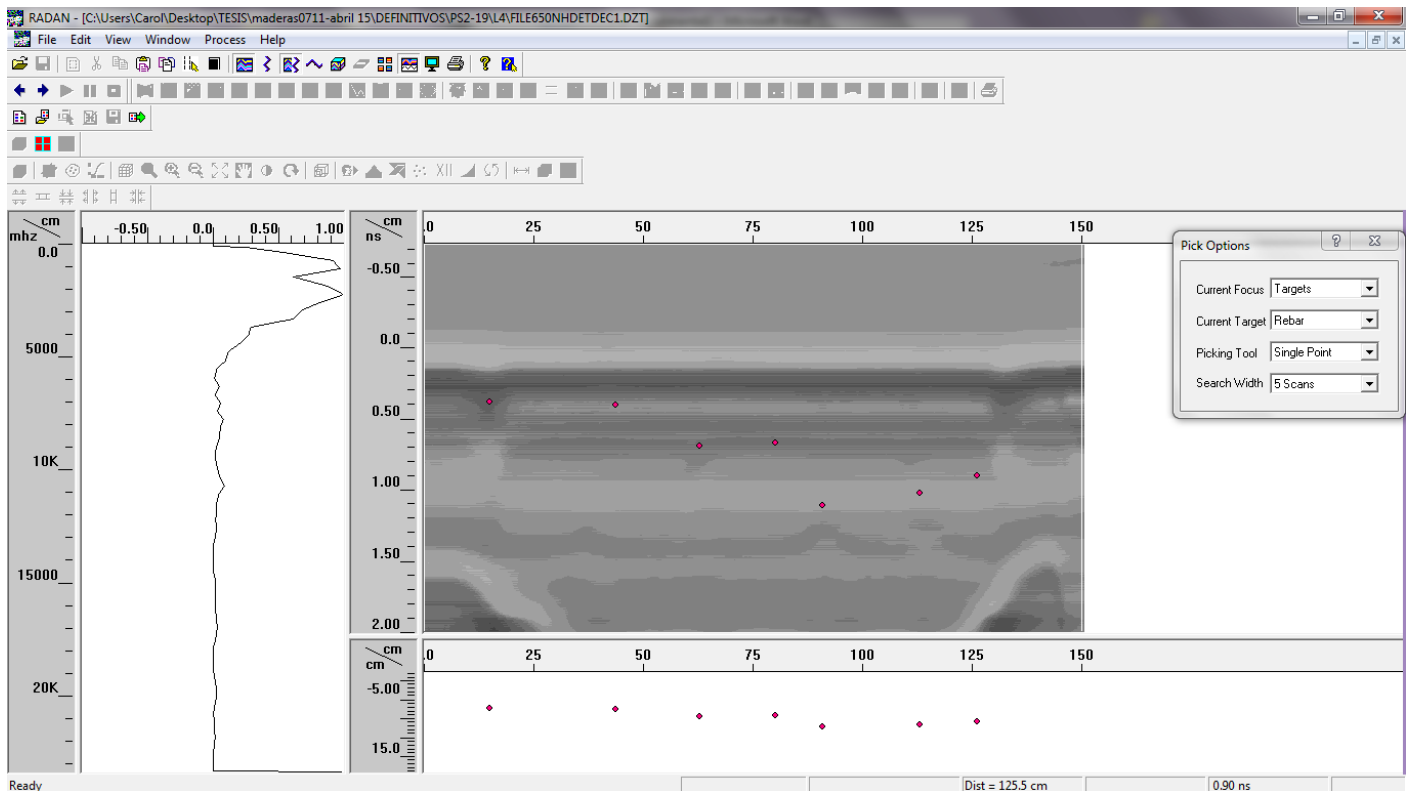 RADAN - [C:\Users\Carol\Desktop\TESIS\maderas0711-abril 15\DEFINITIVOS\PS2-19\L4\FILE650NHDETDEC1.DZT]
File Edit View Window Process Help
XII
cm
mhz
-0.50 0.0 0.50 1.00
0.0
5000
10K
15000
20K
cm
ns
.0 25 50 75 100 125 150
-0.50
0.0
0.50
1.00
1.50
2.00
Pick Options
Current Focus Targets
Current Target Rebar
Picking Tool Single Point
Search Width 5 Scans
cm
cm
.0 25 50 75 100 125 150
-5.00
15.0
Ready Dist = 125.5 cm 0.90 ns